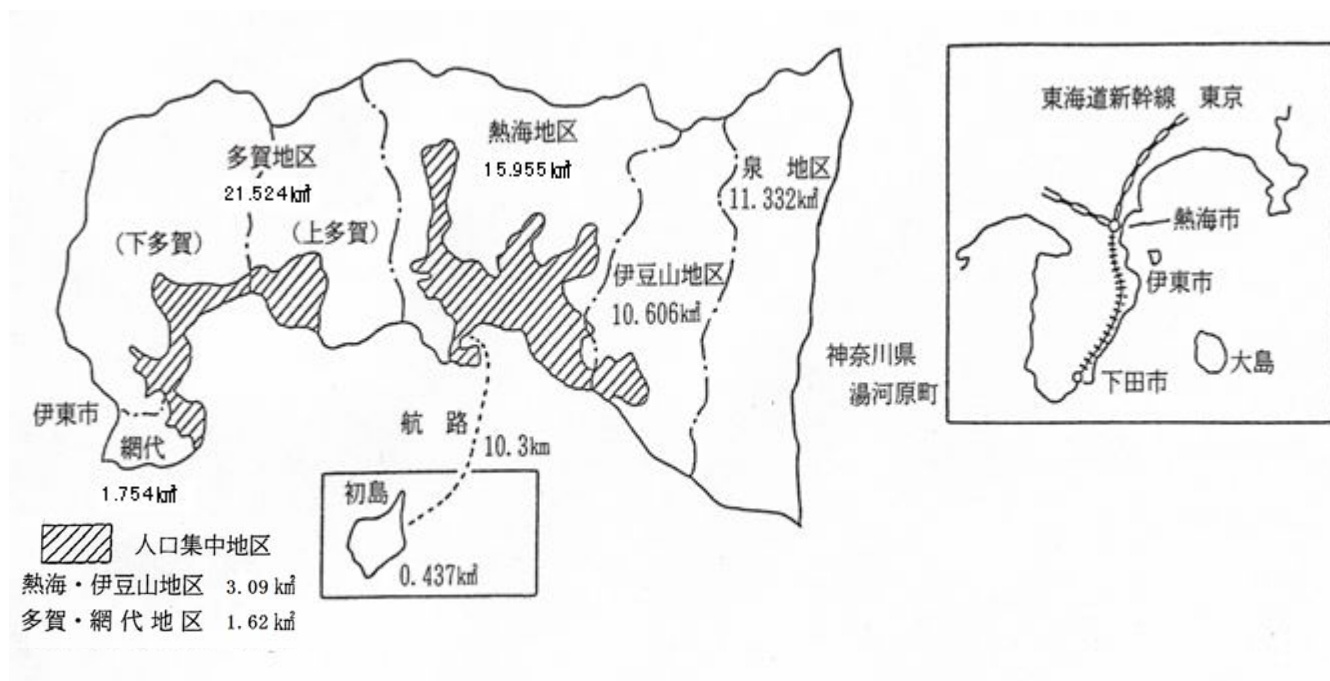 多賀地区
21.524㎢
(下多賀)
(上多賀)
熱海地区
15.955㎢
伊豆山地区
10.606㎢
泉 地区
11.332㎢
神奈川県
湯河原町
伊東市
網代
1.754㎢
航 路
10.3km
初島
0.437㎢
人口集中地区
熱海・伊豆山地区 3.09㎢
多賀・網代地区 1.62㎢
東海道新幹線 東京
熱海市
伊東市
大島
下田市